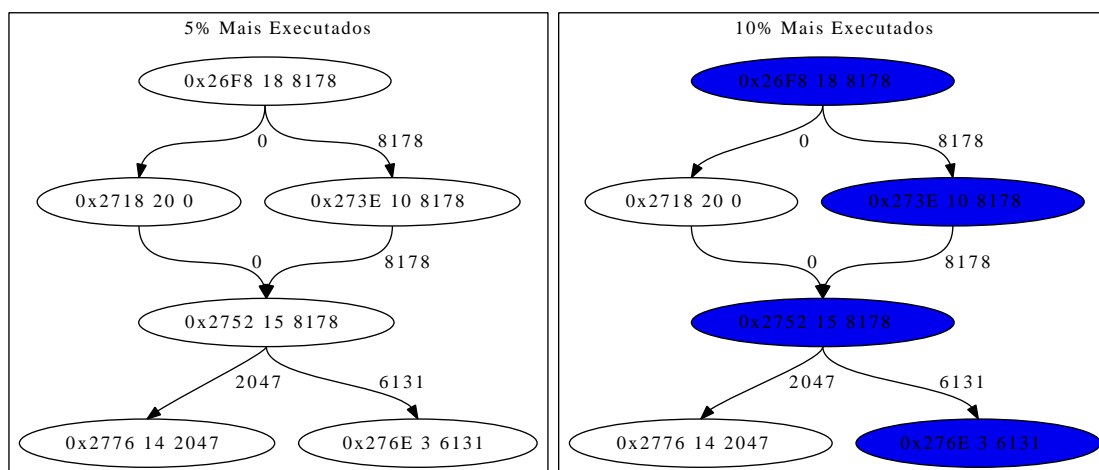 5% Mais Executados
0x26F8 18 8178
0
8178
0x2718 20 0
0x273E 10 8178
0
8178
0x2752 15 8178
2047
6131
0x2776 14 2047
0x276E 3 6131
10% Mais Executados
0x26F8 18 8178
0
8178
0x2718 20 0
0x273E 10 8178
0
8178
0x2752 15 8178
2047
6131
0x2776 14 2047
0x276E 3 6131